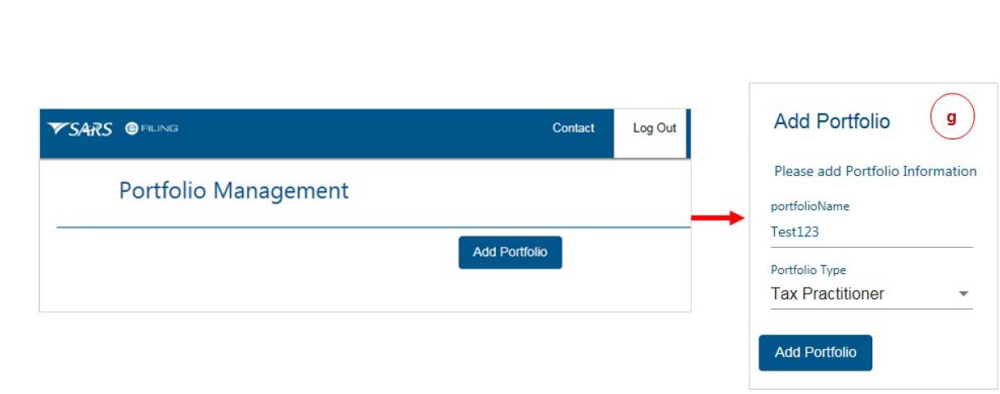 SARS e FILING
Contact
Log Out
Portfolio Management
Add Portfolio
Add Portfolio
g
Please add Portfolio Information
portfolioName
Test123
Portfolio Type
Tax Practitioner
Add Portfolio